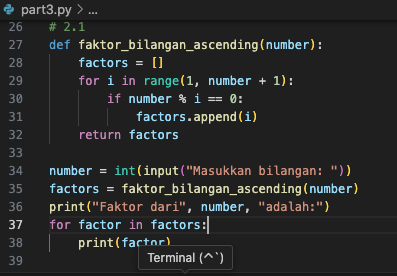 part3.py > ...
26 # 2.1
27 def faktor_bilangan_ascending(number):
28     factors = []
29     for i in range(1, number + 1):
30         if number % i == 0:
31             factors.append(i)
32     return factors
33
34 number = int(input("Masukkan bilangan: "))
35 factors = faktor_bilangan_ascending(number)
36 print("Faktor dari", number, "adalah:")
37 for factor in factors:
38     print(factor)
39
Terminal (⌃`)